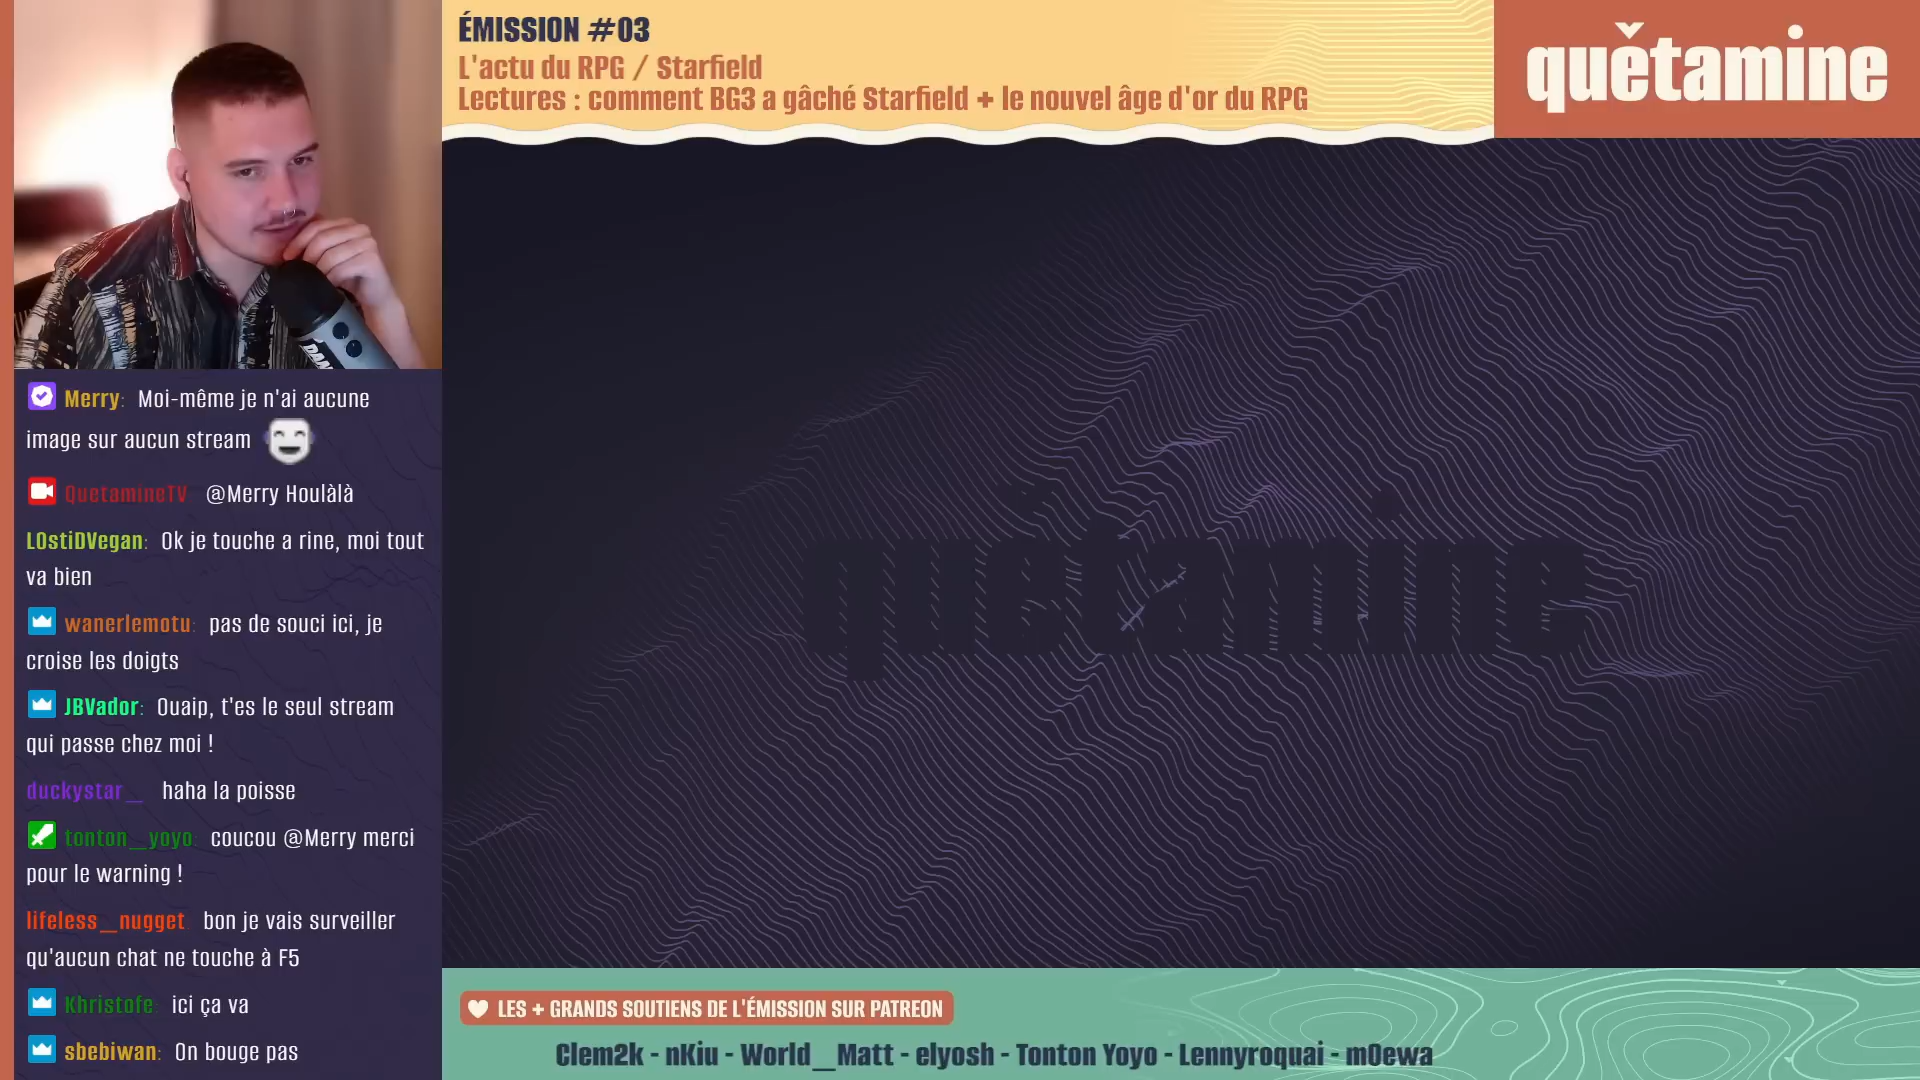 ÉMISSION #03
L'actu du RPG / Starfield
Lectures : comment BG3 a gâché Starfield + le nouvel âge d'or du RPG
quětamine
Merry: Moi-même je n'ai aucune
image sur aucun stream
QuetamineTV: @Merry Houlàlà
L0stiDVegan: Ok je touche a rine, moi tout
va bien
wanerlemotu: pas de souci ici, je
croise les doigts
JBVador: Ouaip, t'es le seul stream
qui passe chez moi !
duckystar__ haha la poisse
tonton_yoyo: coucou @Merry merci
pour le warning !
lifeless_nugget: bon je vais surveiller
qu'aucun chat ne touche à F5
Khristofe: ici ça va
sbebiwan: On bouge pas
quětamine
LES + GRANDS SOUTIENS DE L'ÉMISSION SUR PATREON
Clem2k - nKiu - World_Matt - elyosh - Tonton Yoyo - Lennyroquai - m0ewa